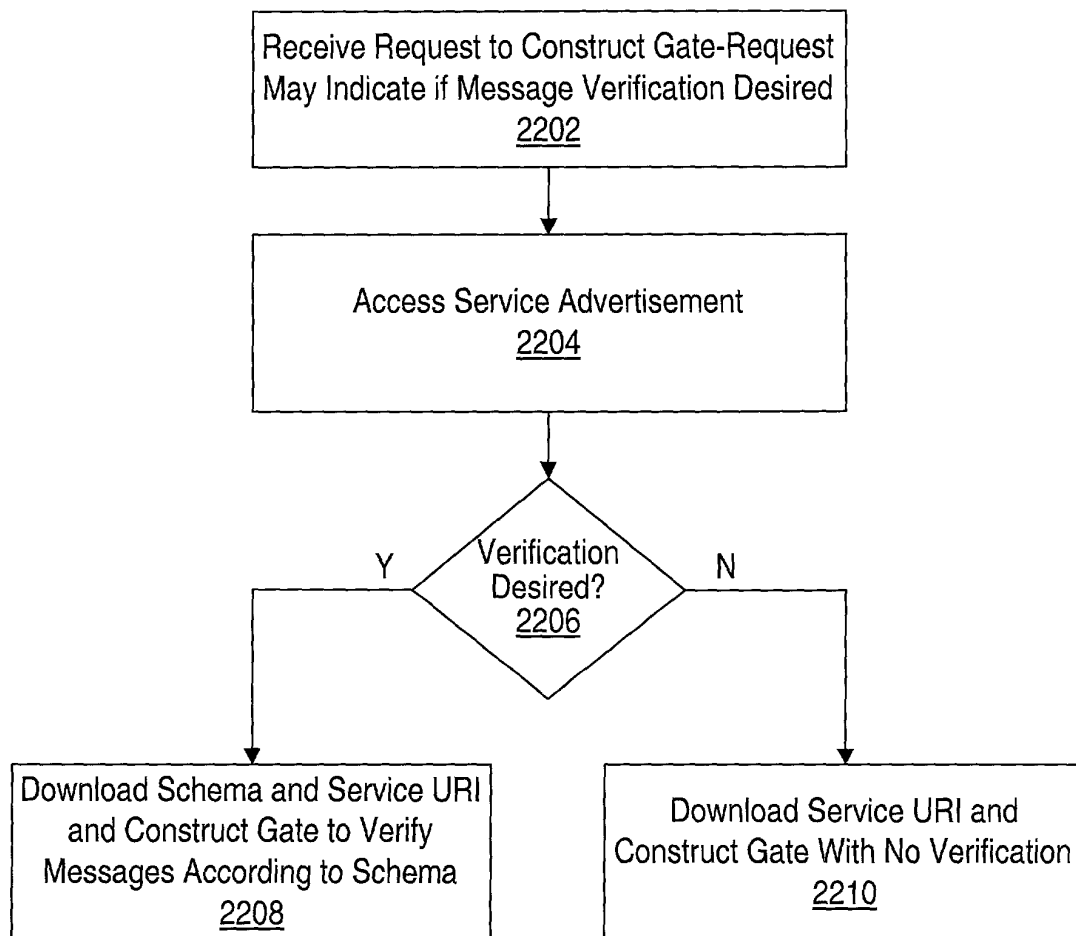 Receive Request to Construct Gate-Request
May Indicate if Message Verification Desired
2202
Access Service Advertisement
2204
Y
Verification
Desired?
2206
N
Download Schema and Service URI
and Construct Gate to Verify
Messages According to Schema
2208
Download Service URI and
Construct Gate With No Verification
2210